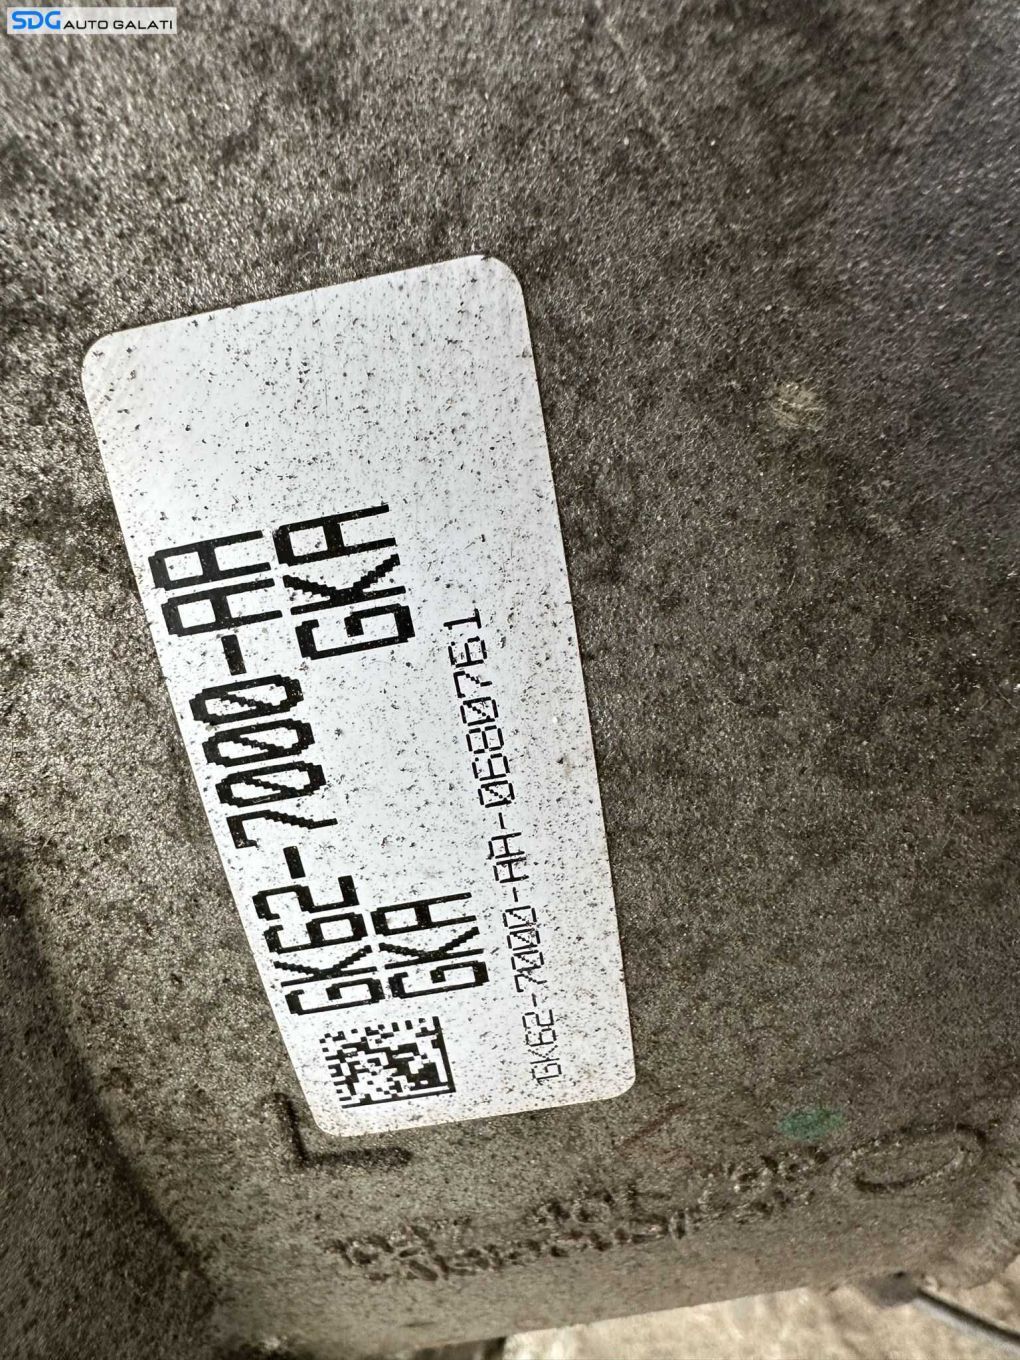 SDG AUTO GALATI
GK62-7000-AA
GKA GKA
GK62-7000-AA-0680761